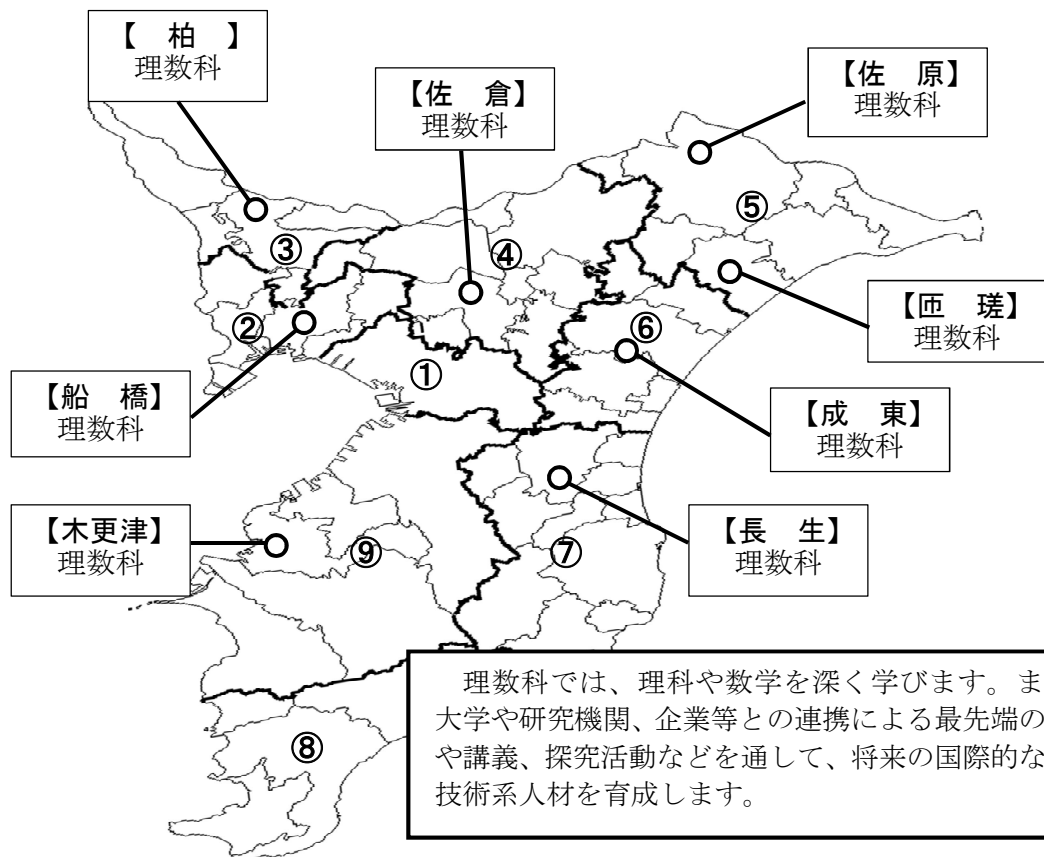 【　柏　】
理数科
【佐　倉】
理数科
【佐　原】
理数科
③
④
⑤
②
⑥
①
【匝　瑳】
理数科
【船　橋】
理数科
【成　東】
理数科
【木更津】
理数科
⑨
⑦
【長　生】
理数科
⑧
　理数科では、理科や数学を深く学びます。ま
大学や研究機関、企業等との連携による最先端の
や講義、探究活動などを通して、将来の国際的な
技術系人材を育成します。